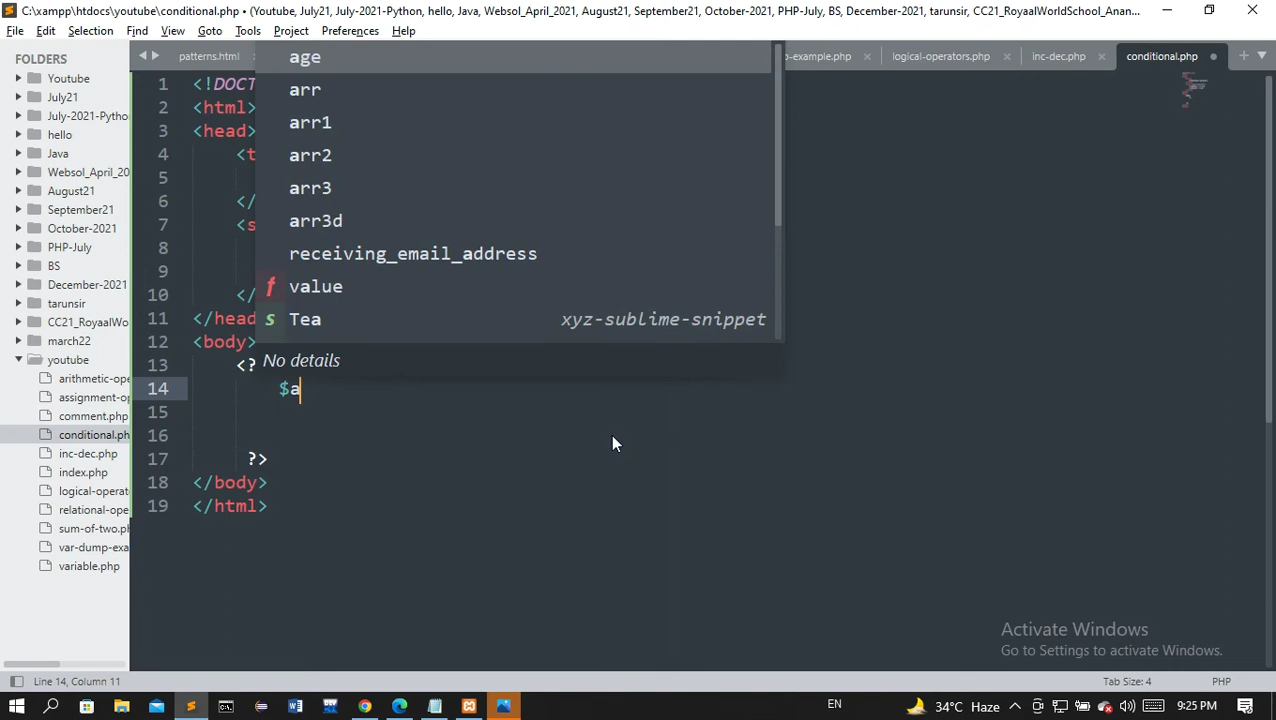 C:\xampp\htdocs\youtube\conditional.php • (Youtube, July21, July-2021-Python, hello, Java, Websol_April_2021, August21, September21, October-2021, PHP-July, BS, December-2021, tarunsir, CC21_RoyaalWorldSchool_Anan...
File Edit Selection Find View Goto Tools Project Preferences Help
FOLDERS
Youtube
July21
July-2021-Pytho
hello
Java
Websol_April_20
August21
September21
October-2021
PHP-July
BS
December-2021
tarunsir
CC21_RoyaalWo
march22
youtube
arithmetic-ope
assignment-o
comment.php
conditional.ph
inc-dec.php
index.php
logical-operat
relational-ope
sum-of-two.ph
var-dump-exa
variable.php
patterns.html
p-example.php
logical-operators.php
inc-dec.php
conditional.php
1 <!DOCT
2 <html>
3 <head>
4 <t
5
6 </
7 <s
8
9
10 </
11 </head
12 <body>
13 <?
14 $a
15
16
17 ?>
18 </body>
19 </html>
age
arr
arr1
arr2
arr3
arr3d
receiving_email_address
f value
s Tea xyz-sublime-snippet
No details
Activate Windows
Go to Settings to activate Windows.
Line 14, Column 11 Tab Size: 4 PHP
EN 34°C Haze 9:25 PM